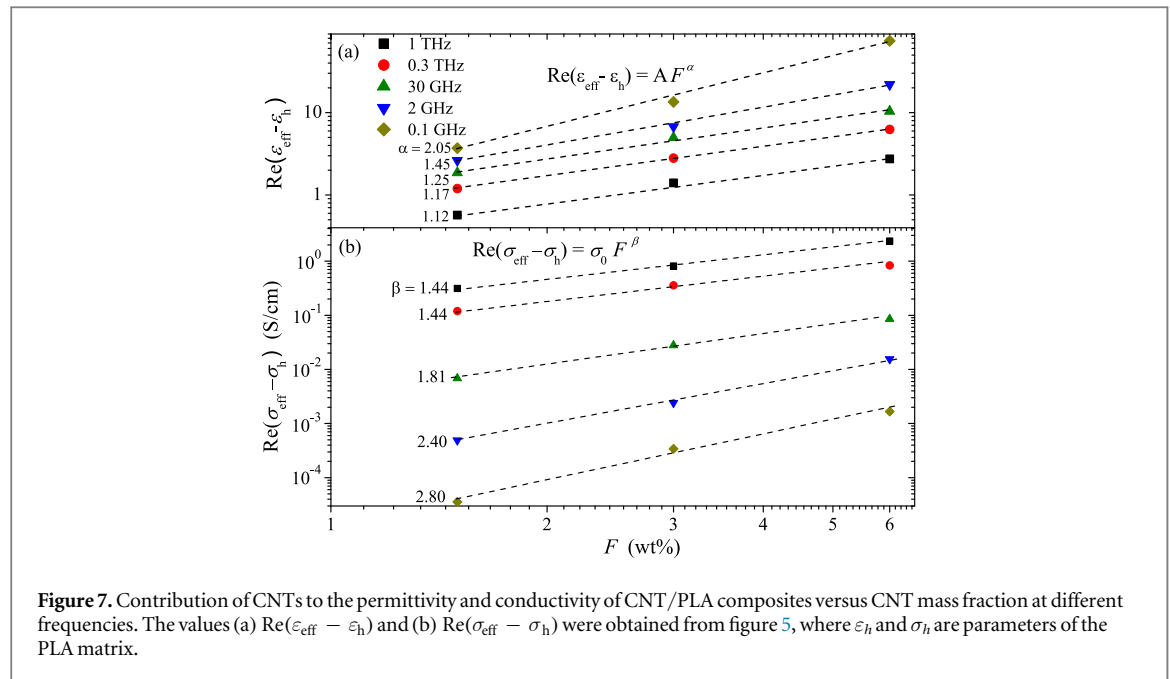 (a)
1 THz
0.3 THz
30 GHz
2 GHz
0.1 GHz
Re(ε_eff - ε_h) = A F^α
α = 2.05
1.45
1.25
1.17
1.12
10
1
Re(ε_eff-ε_h)
(b)
Re(σ_eff −σ_h) = σ_0 F^β
β = 1.44
1.44
1.81
2.40
2.80
10^0
10^-1
10^-2
10^-3
10^-4
Re(σ_eff −σ_h) (S/cm)
1 2 3 4 5 6
F (wt%)
Figure 7. Contribution of CNTs to the permittivity and conductivity of CNT/PLA composites versus CNT mass fraction at different
frequencies. The values (a) Re(ε_eff − ε_h) and (b) Re(σ_eff − σ_h) were obtained from figure 5, where ε_h and σ_h are parameters of the
PLA matrix.